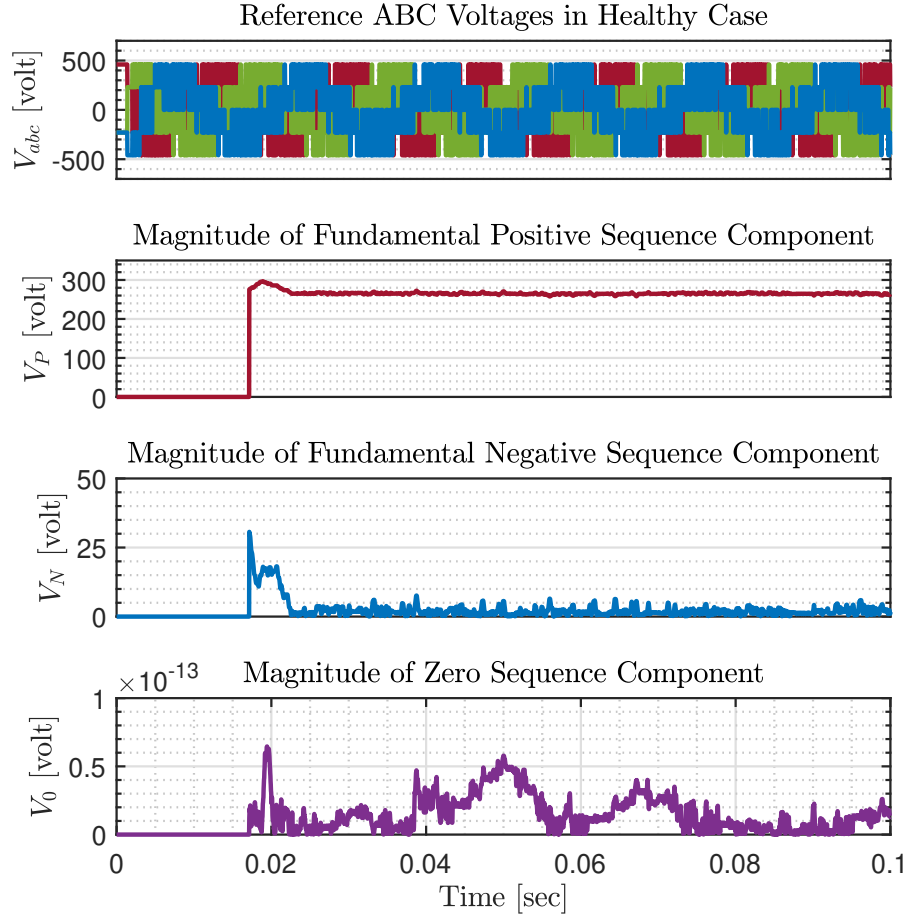 Reference ABC Voltages in Healthy Case
500
0
-500
V_abc [volt]
Magnitude of Fundamental Positive Sequence Component
300
200
100
0
V_P [volt]
Magnitude of Fundamental Negative Sequence Component
50
25
0
V_N [volt]
×10^-13
Magnitude of Zero Sequence Component
1
0.5
0
V_0 [volt]
0 0.02 0.04 0.06 0.08 0.1
Time [sec]